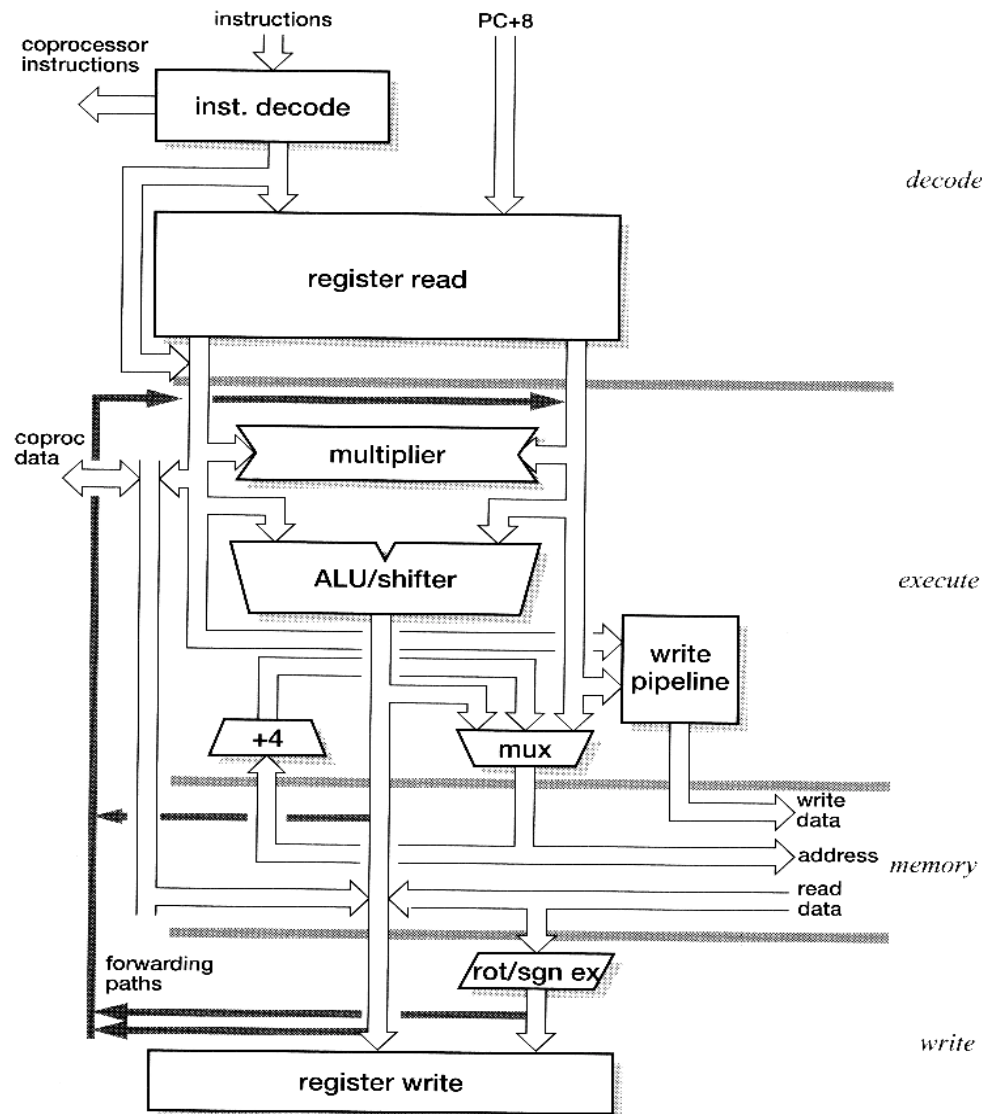 instructions
PC+8
coprocessor
instructions
inst. decode
decode
register read
coproc
data
multiplier
ALU/shifter
execute
write
pipeline
+4
mux
write
data
address
memory
read
data
forwarding
paths
rot/sgn ex
write
register write